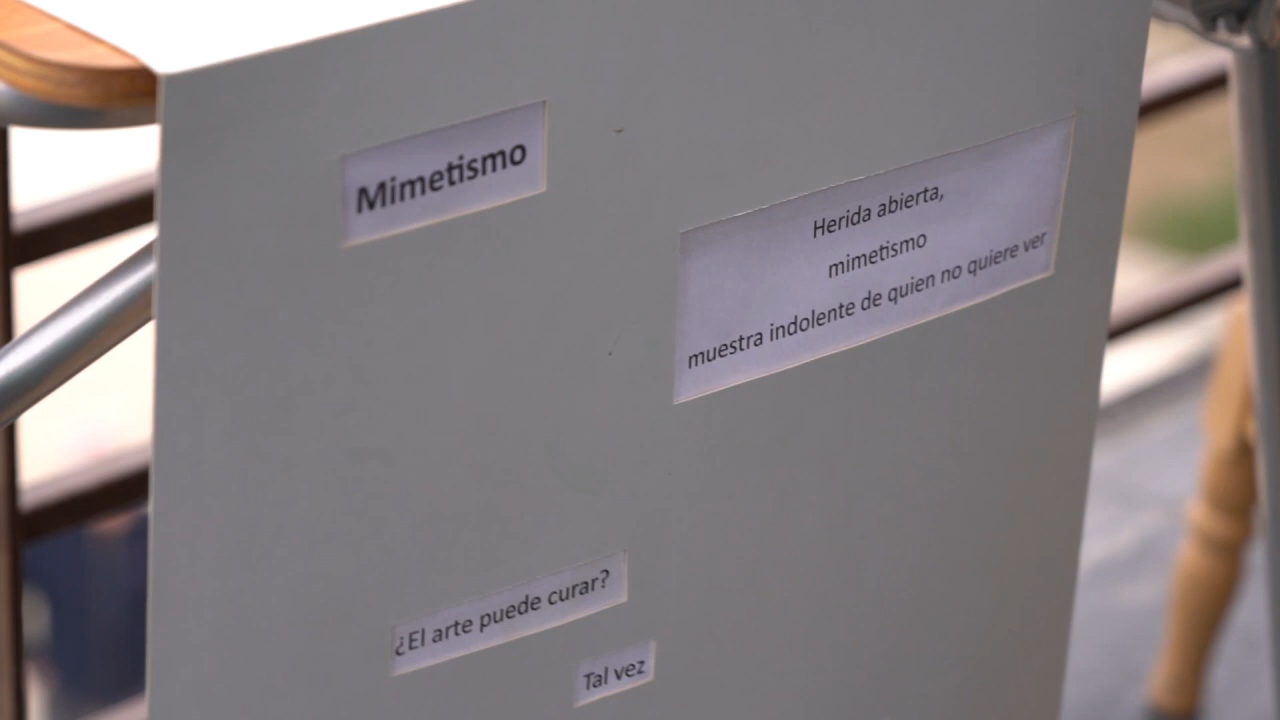 Mimetismo
Herida abierta,
mimetismo
muestra indolente de quien no quiere ver
¿El arte puede curar?
Tal vez